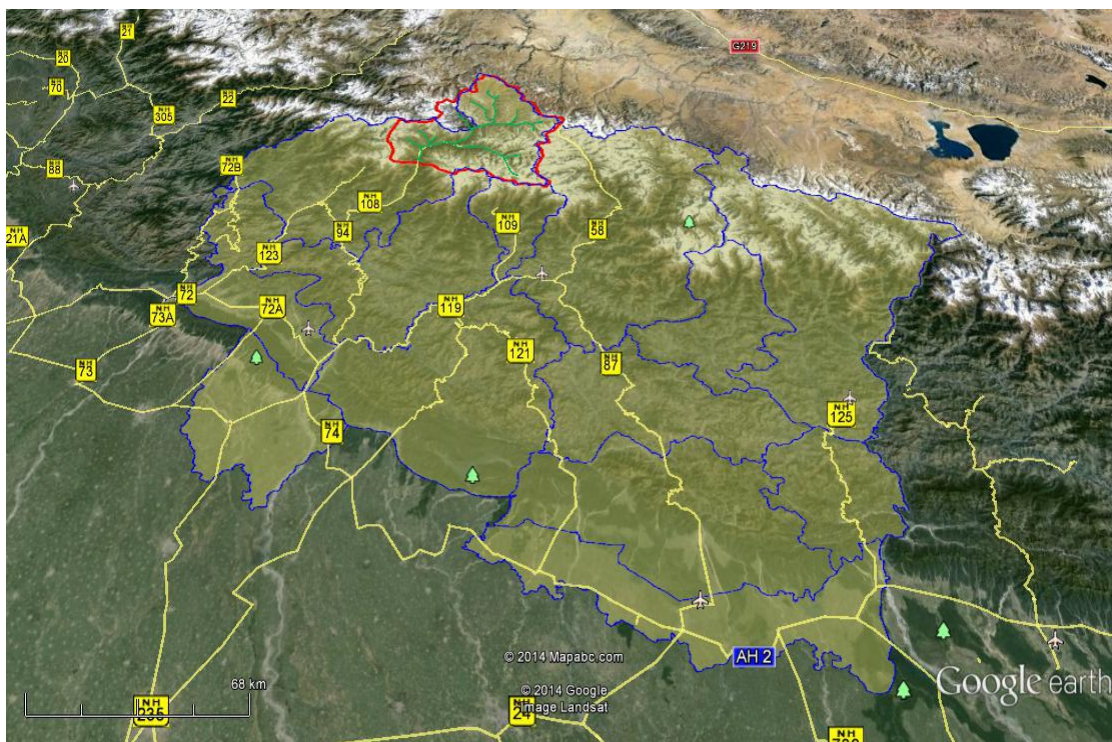 NH
21
NH
20
NH
70
NH
22
NH
305
NH
88
21A
NH
72B
G219
NH
108
NH
94
NH
109
NH
58
NH
123
NH
72
NH
73A
NH
72A
NH
119
NH
121
NH
87
NH
73
NH
74
NH
125
© 2014 Mapabc.com
AH 2
© 2014 Google
Image Landsat
Google earth
68 km
NH
235
NH
24
NH